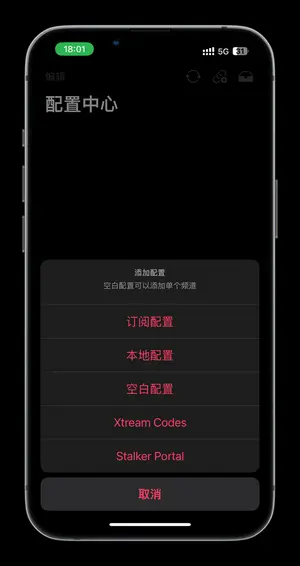 18:01
5G 31
编辑
配置中心
添加配置
空白配置可以添加单个频道
订阅配置
本地配置
空白配置
Xtream Codes
Stalker Portal
取消